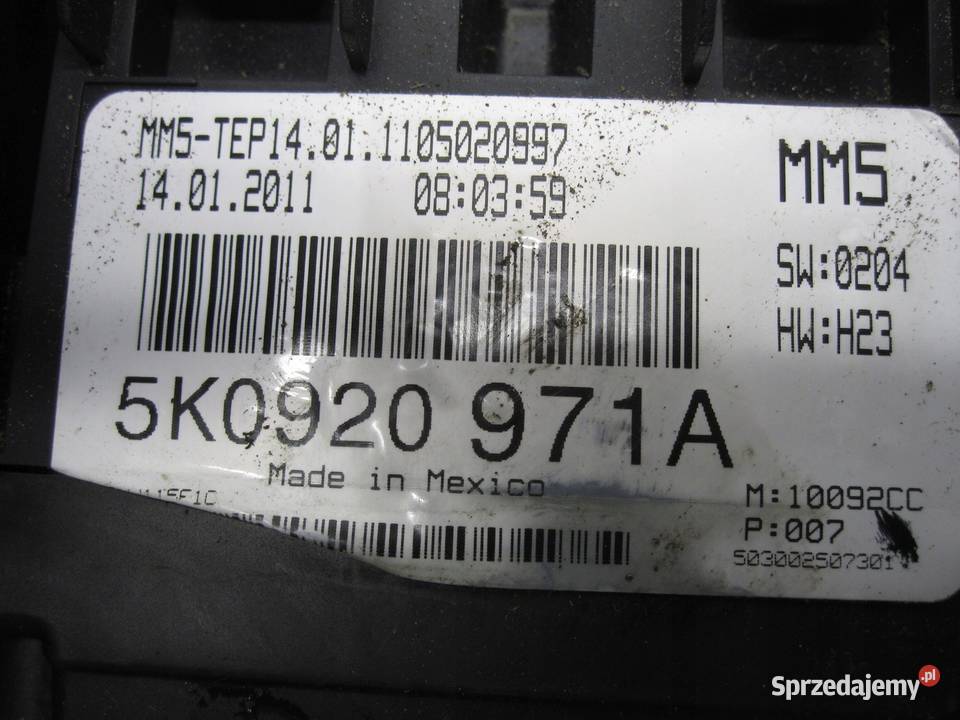 MM5-TEP14.01.1105020997
14.01.2011 08:03:59
MM5
SW:0204
HW:H23
5K0920 971A
Made in Mexico
M:10092CC
P:007
503002507301
Sprzedajemy.pl